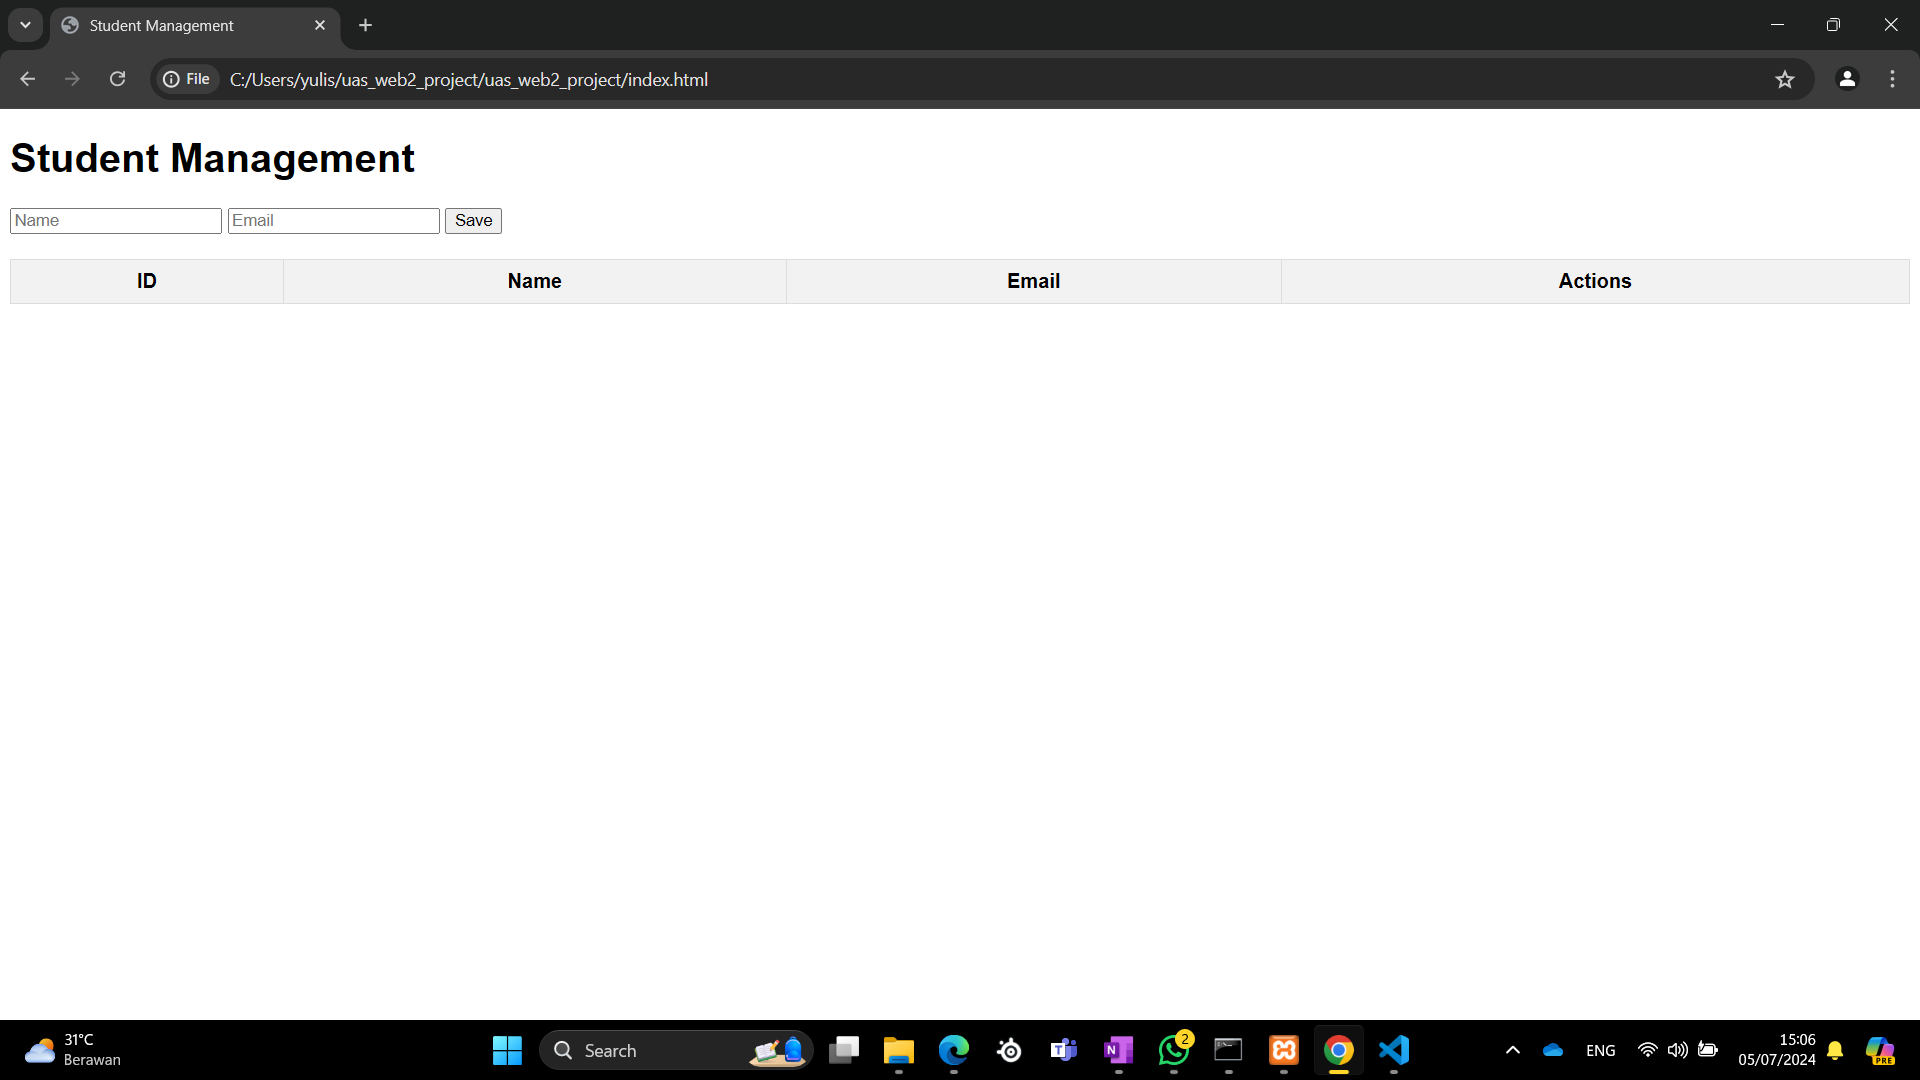 Student Management
File C:/Users/yulis/uas_web2_project/uas_web2_project/index.html
Student Management
Name Email Save
ID Name Email Actions
31°C
Berawan
Search
2
ENG
15:06
05/07/2024
PRE